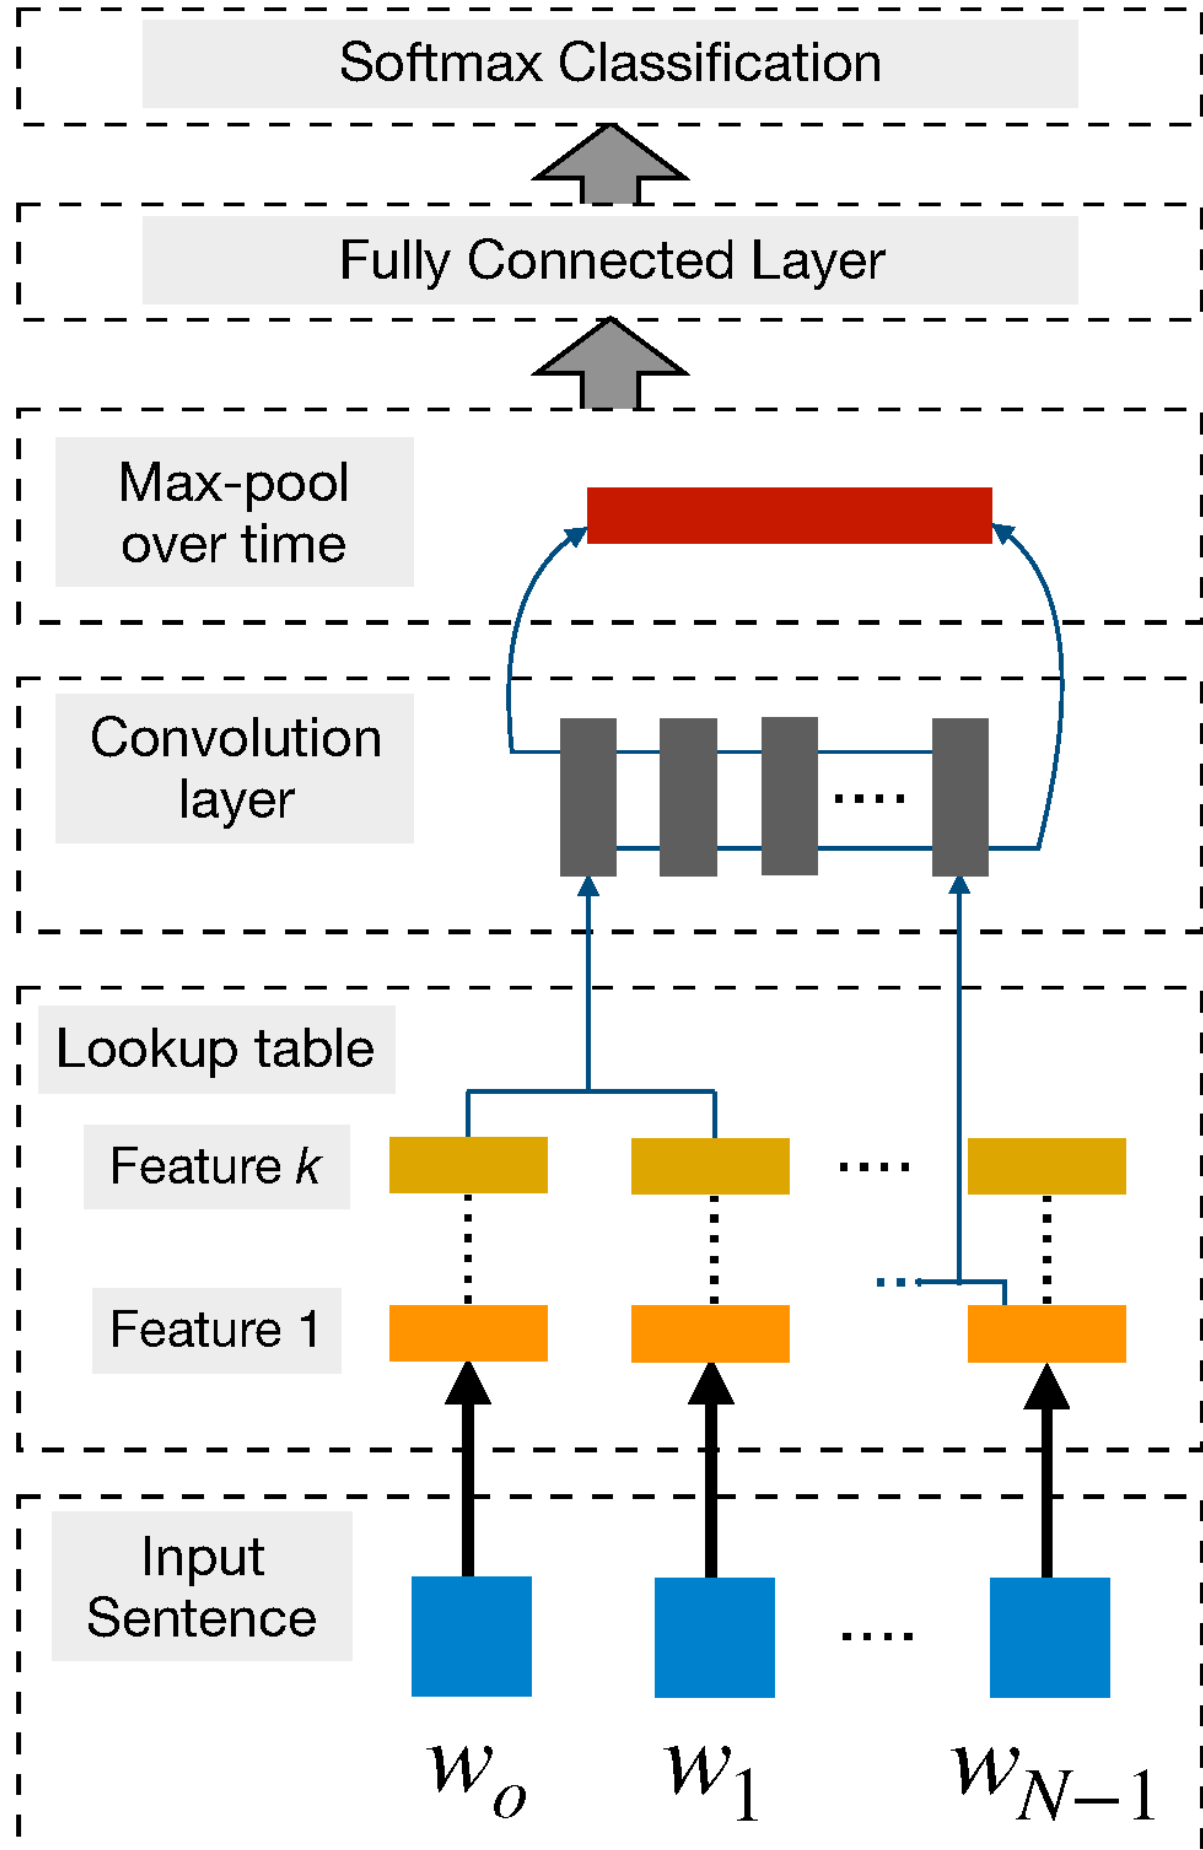 Softmax Classification
Fully Connected Layer
Max-pool
over time
Convolution
layer
Lookup table
Feature k
Feature 1
Input
Sentence
w_o w_1 w_{N-1}